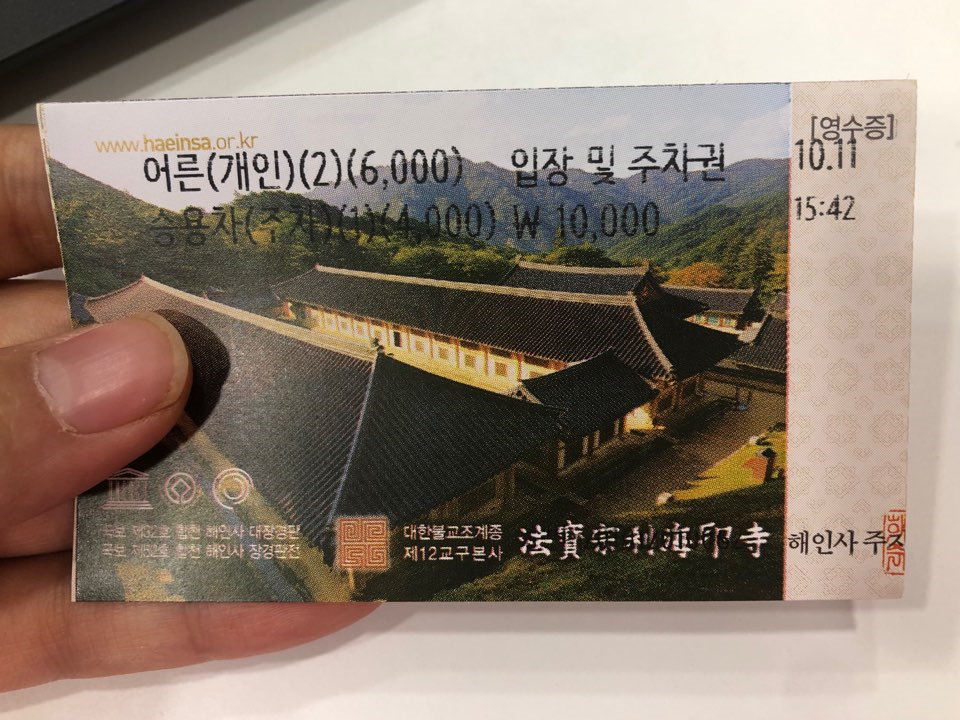 www.haeinsa.or.kr
어른(개인)(2)(6,000) 입장 및 주차권
승용차(주차)(1)(4,000) ₩ 10,000
[영수증]
10.11
15:42
국보 제32호 합천 해인사 대장경판
국보 제52호 합천 해인사 장경판전
대한불교조계종
제12교구본사
法寶宗刹海印寺
해인사 주지